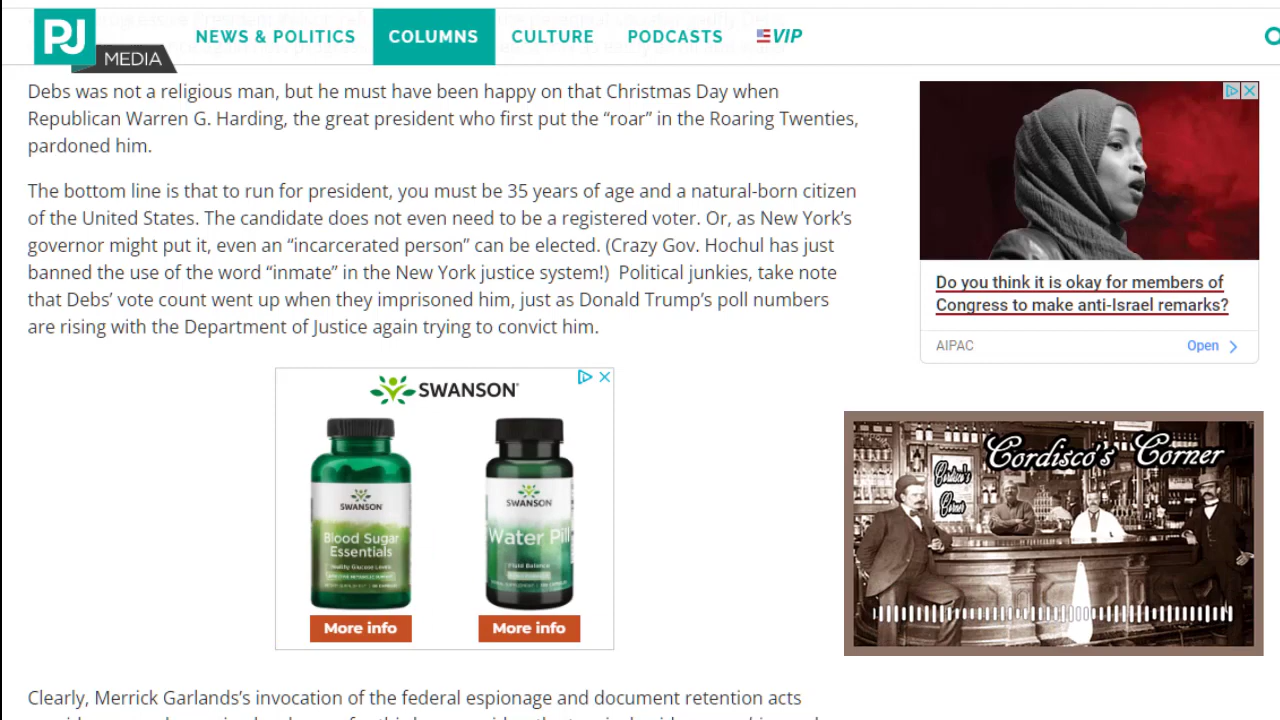 PJ
MEDIA
NEWS & POLITICS
COLUMNS
CULTURE
PODCASTS
VIP
Debs was not a religious man, but he must have been happy on that Christmas Day when
Republican Warren G. Harding, the great president who first put the “roar” in the Roaring Twenties,
pardoned him.
The bottom line is that to run for president, you must be 35 years of age and a natural-born citizen
of the United States. The candidate does not even need to be a registered voter. Or, as New York’s
governor might put it, even an “incarcerated person” can be elected. (Crazy Gov. Hochul has just
banned the use of the word “inmate” in the New York justice system!)  Political junkies, take note
that Debs’ vote count went up when they imprisoned him, just as Donald Trump’s poll numbers
are rising with the Department of Justice again trying to convict him.
SWANSON
SWANSON
Blood Sugar
Essentials
Healthy Glucose Levels
SWANSON
Water Pill
Fluid Balance
More info
More info
Clearly, Merrick Garlands’s invocation of the federal espionage and document retention acts
Do you think it is okay for members of
Congress to make anti-Israel remarks?
AIPAC
Open
Cordisco's Corner
Cordisco's
Corner